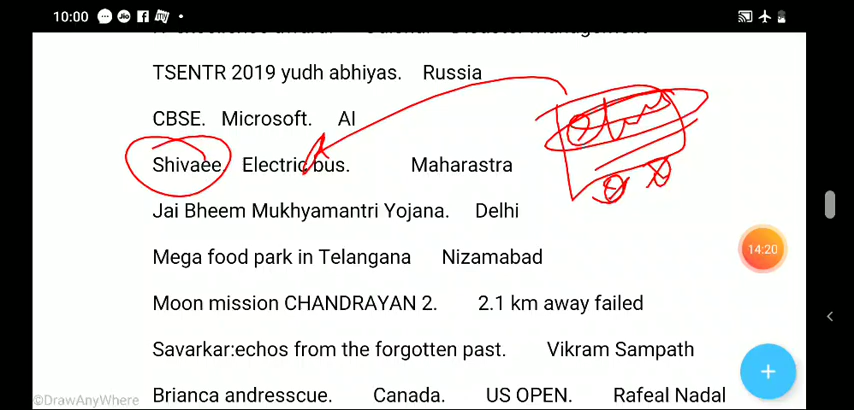 10:00
TSENTR 2019 yudh abhiyas. Russia
CBSE. Microsoft. AI
Shivaee Electric bus. Maharastra
Jai Bheem Mukhyamantri Yojana. Delhi
Mega food park in Telangana Nizamabad
14:20
Moon mission CHANDRAYAN 2. 2.1 km away failed
Savarkar:echos from the forgotten past. Vikram Sampath
+
Brianca andresscue. Canada. US OPEN. Rafeal Nadal
©DrawAnyWhere